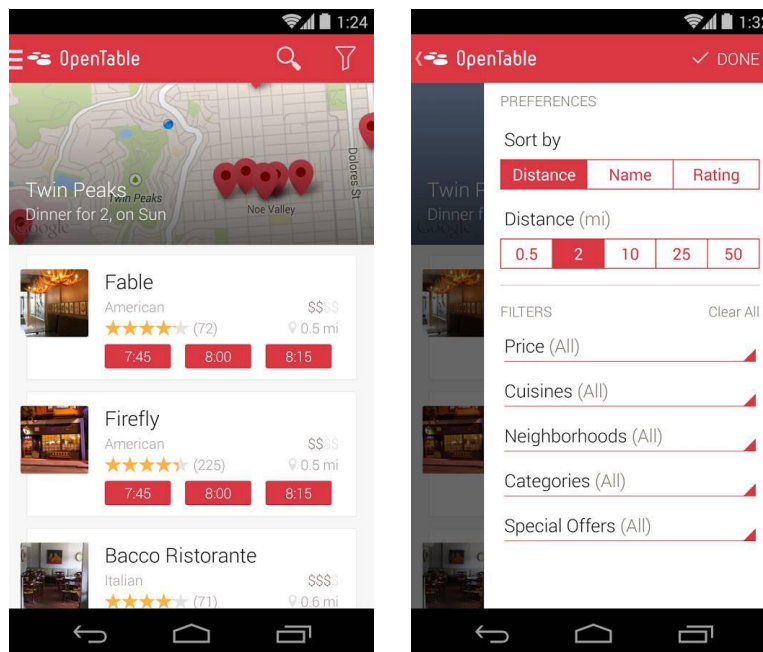 1:24
OpenTable
Dolores St
Twin Peaks
Twin Peaks
Dinner for 2, on Sun
Noe Valley
Google
Fable
American $$$$
(72) 0.5 mi
7:45 8:00 8:15
Firefly
American $$$$
(225) 0.5 mi
7:45 8:00 8:15
Bacco Ristorante
Italian $$$$
(71) 0.6 mi
OpenTable DONE
PREFERENCES
Sort by
Distance Name Rating
Twin P
Dinner f
Google
Distance (mi)
0.5 2 10 25 50
FILTERS Clear All
Price (All)
Cuisines (All)
Neighborhoods (All)
Categories (All)
Special Offers (All)